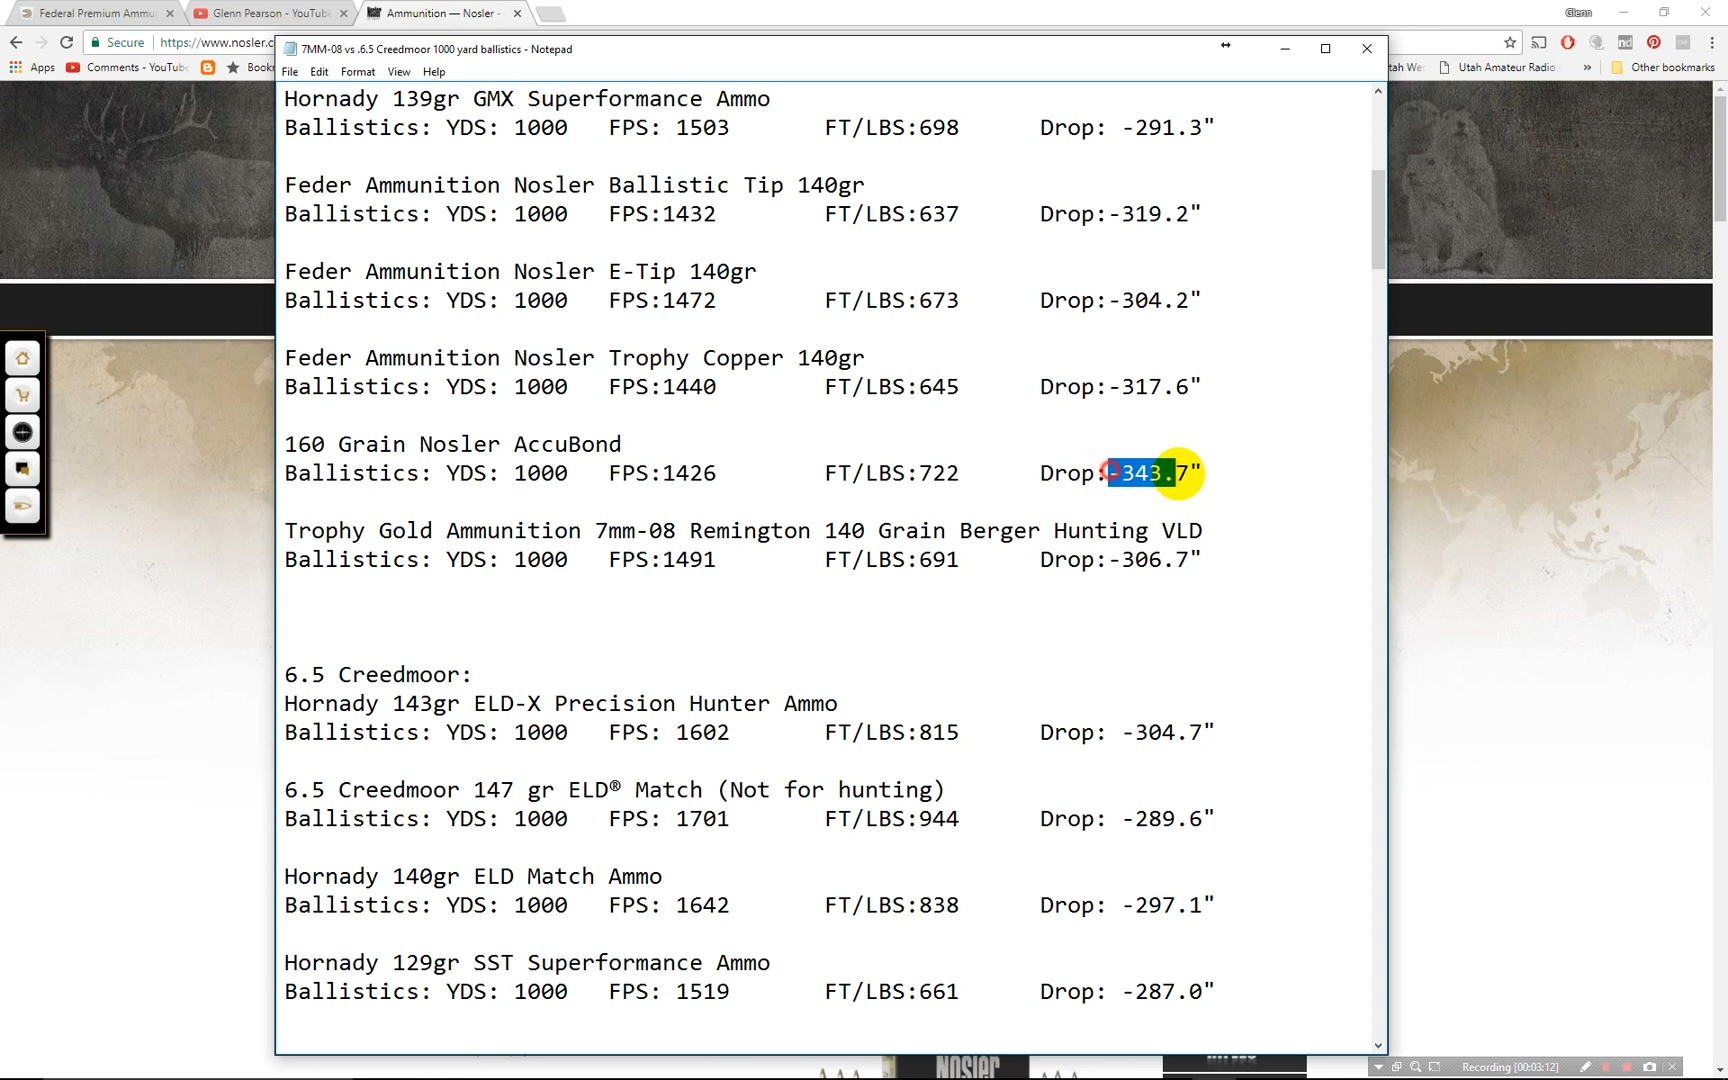 Federal Premium Ammu
Glenn Pearson - YouTube
Ammunition — Nosler -
Glenn
Secure
https://www.nosler.c
Apps
Comments - YouTube
Utah Amateur Radio
»
Other bookmarks
7MM-08 vs .6.5 Creedmoor 1000 yard ballistics - Notepad
File Edit Format View Help
Hornady 139gr GMX Superformance Ammo
Ballistics: YDS: 1000 FPS: 1503 FT/LBS:698 Drop: -291.3"
Feder Ammunition Nosler Ballistic Tip 140gr
Ballistics: YDS: 1000 FPS:1432 FT/LBS:637 Drop:-319.2"
Feder Ammunition Nosler E-Tip 140gr
Ballistics: YDS: 1000 FPS:1472 FT/LBS:673 Drop:-304.2"
Feder Ammunition Nosler Trophy Copper 140gr
Ballistics: YDS: 1000 FPS:1440 FT/LBS:645 Drop:-317.6"
160 Grain Nosler AccuBond
Ballistics: YDS: 1000 FPS:1426 FT/LBS:722 Drop:-343.7"
Trophy Gold Ammunition 7mm-08 Remington 140 Grain Berger Hunting VLD
Ballistics: YDS: 1000 FPS:1491 FT/LBS:691 Drop:-306.7"
6.5 Creedmoor:
Hornady 143gr ELD-X Precision Hunter Ammo
Ballistics: YDS: 1000 FPS: 1602 FT/LBS:815 Drop: -304.7"
6.5 Creedmoor 147 gr ELD® Match (Not for hunting)
Ballistics: YDS: 1000 FPS: 1701 FT/LBS:944 Drop: -289.6"
Hornady 140gr ELD Match Ammo
Ballistics: YDS: 1000 FPS: 1642 FT/LBS:838 Drop: -297.1"
Hornady 129gr SST Superformance Ammo
Ballistics: YDS: 1000 FPS: 1519 FT/LBS:661 Drop: -287.0"
Nosler
Recording [00:03:12]